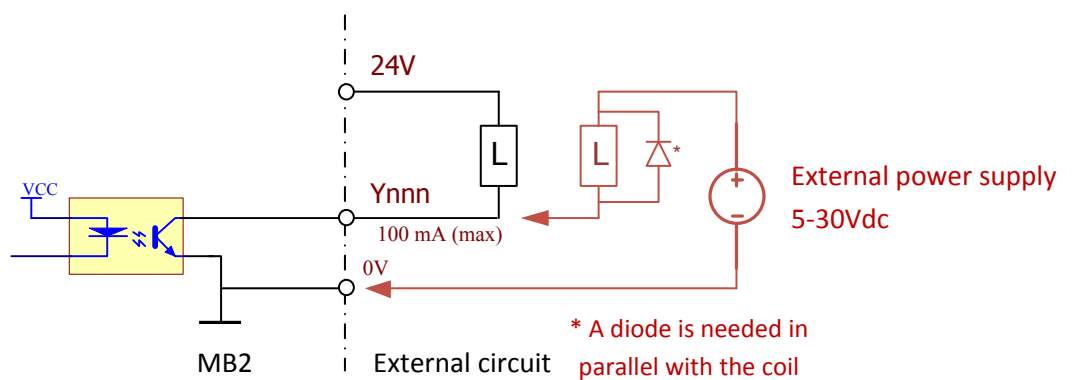 24V
L
L
*
VCC
Ynnn
100 mA (max)
External power supply
5-30Vdc
0V
* A diode is needed in
parallel with the coil
MB2
External circuit